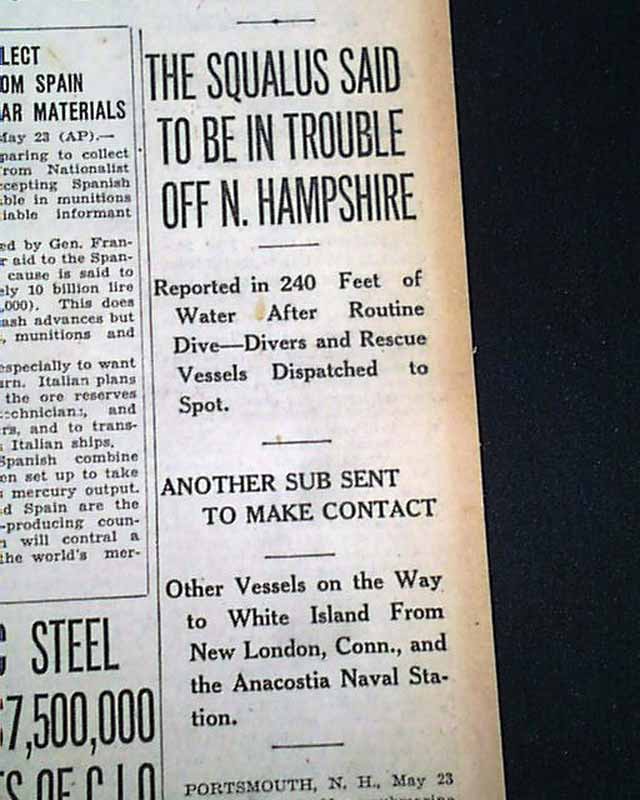 LECT
OM SPAIN
AR MATERIALS
May 23 (AP).—
paring to collect
from Nationalist
ccepting Spanish
ble in munitions
iable informant
ed by Gen. Fran-
r aid to the Span-
cause is said to
ely 10 billion lire
,000). This does
ash advances but
, munitions and
especially to want
urn. Italian plans
the ore reserves
technicians, and
rs, and to trans-
Italian ships.
Spanish combine
en set up to take
s mercury output.
d Spain are the
-producing coun-
n will contral a
the world's mer-
STEEL
$7,500,000
S OF C.I.O
THE SQUALUS SAID
TO BE IN TROUBLE
OFF N. HAMPSHIRE
Reported in 240 Feet of
Water After Routine
Dive—Divers and Rescue
Vessels Dispatched to
Spot.
ANOTHER SUB SENT
TO MAKE CONTACT
Other Vessels on the Way
to White Island From
New London, Conn., and
the Anacostia Naval Sta-
tion.
PORTSMOUTH, N. H., May 23